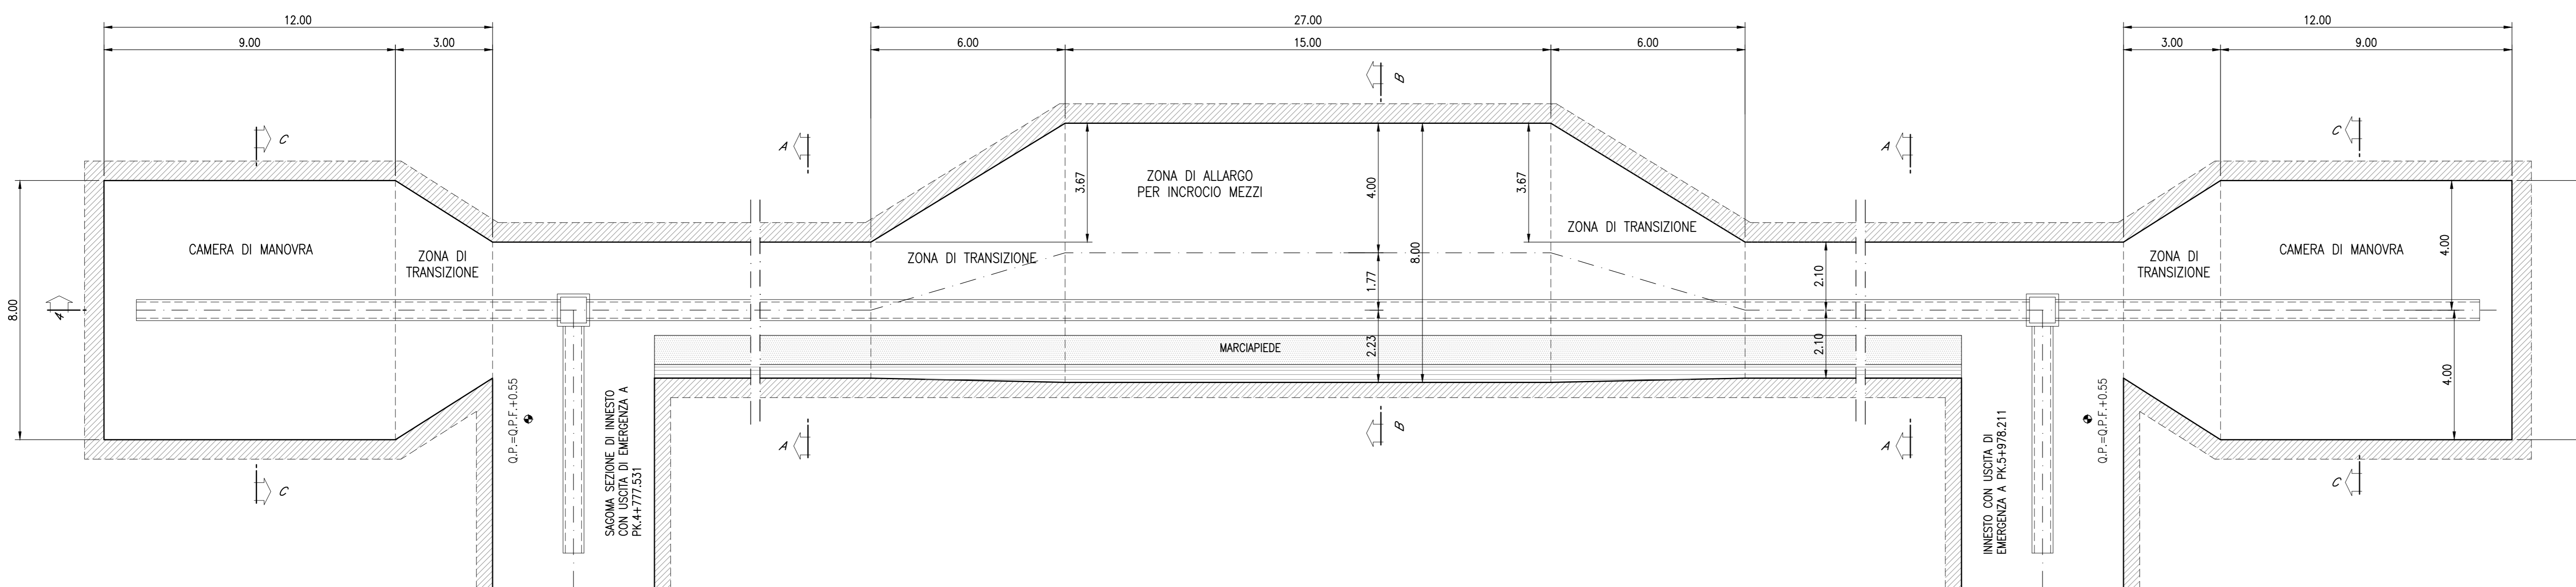 12.00
27.00
12.00
9.00
3.00
6.00
15.00
6.00
3.00
9.00
B
C
A
A
C
ZONA DI ALLARGO
PER INCROCIO MEZZI
3.67
4.00
3.67
8.00
CAMERA DI MANOVRA
ZONA DI
TRANSIZIONE
ZONA DI TRANSIZIONE
ZONA DI TRANSIZIONE
ZONA DI
TRANSIZIONE
CAMERA DI MANOVRA
4.00
8.00
A
1.77
2.10
2.23
2.10
4.00
MARCIAPIEDE
Q.P.=Q.P.F.+0.55
SAGOMA SEZIONE DI INNESTO
CON USCITA DI EMERGENZA A
PK.4+777.531
INNESTO CON USCITA DI
EMERGENZA A PK.5+978.211
Q.P.=Q.P.F.+0.55
A
B
A
C
C